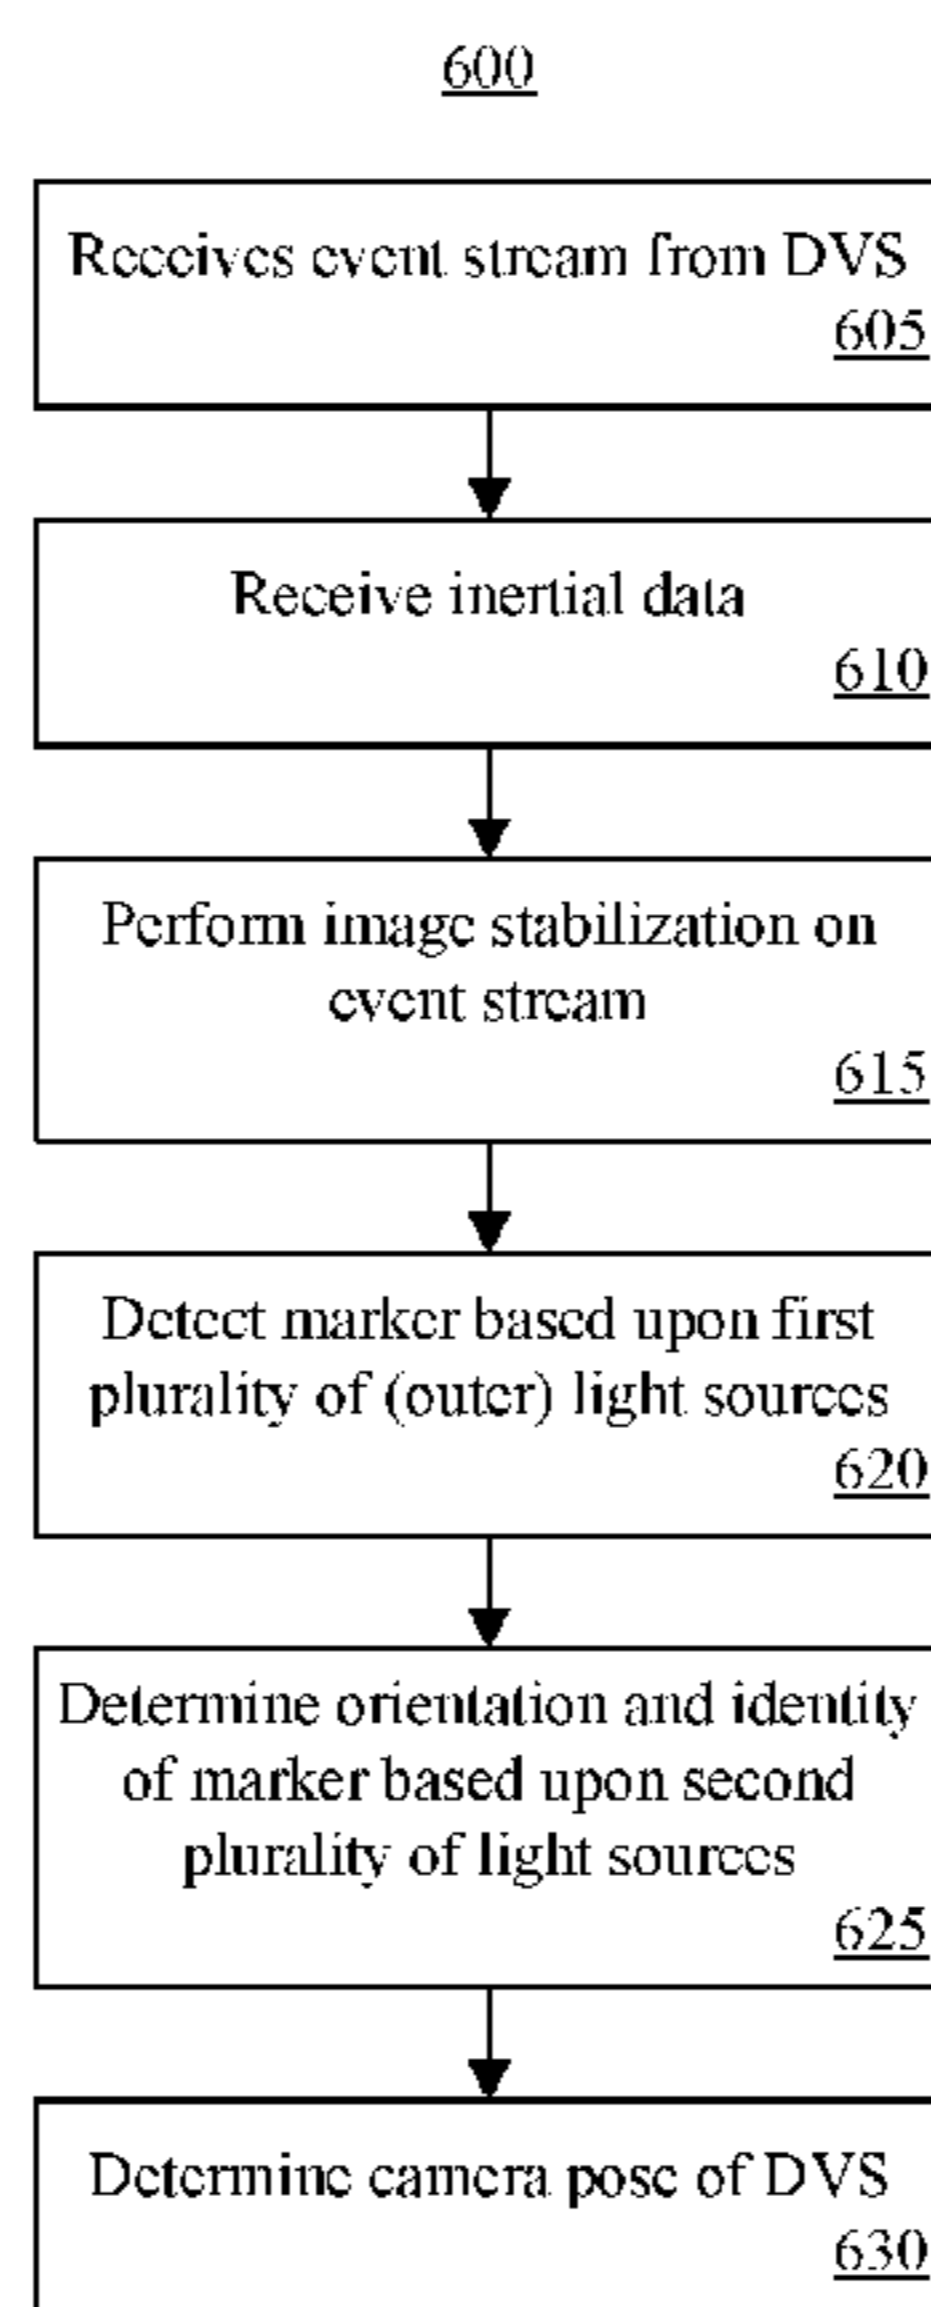 600
Receives event stream from DVS
605
Receive inertial data
610
Perform image stabilization on
event stream
615
Detect marker based upon first
plurality of (outer) light sources
620
Determine orientation and identity
of marker based upon second
plurality of light sources
625
Determine camera pose of DVS
630